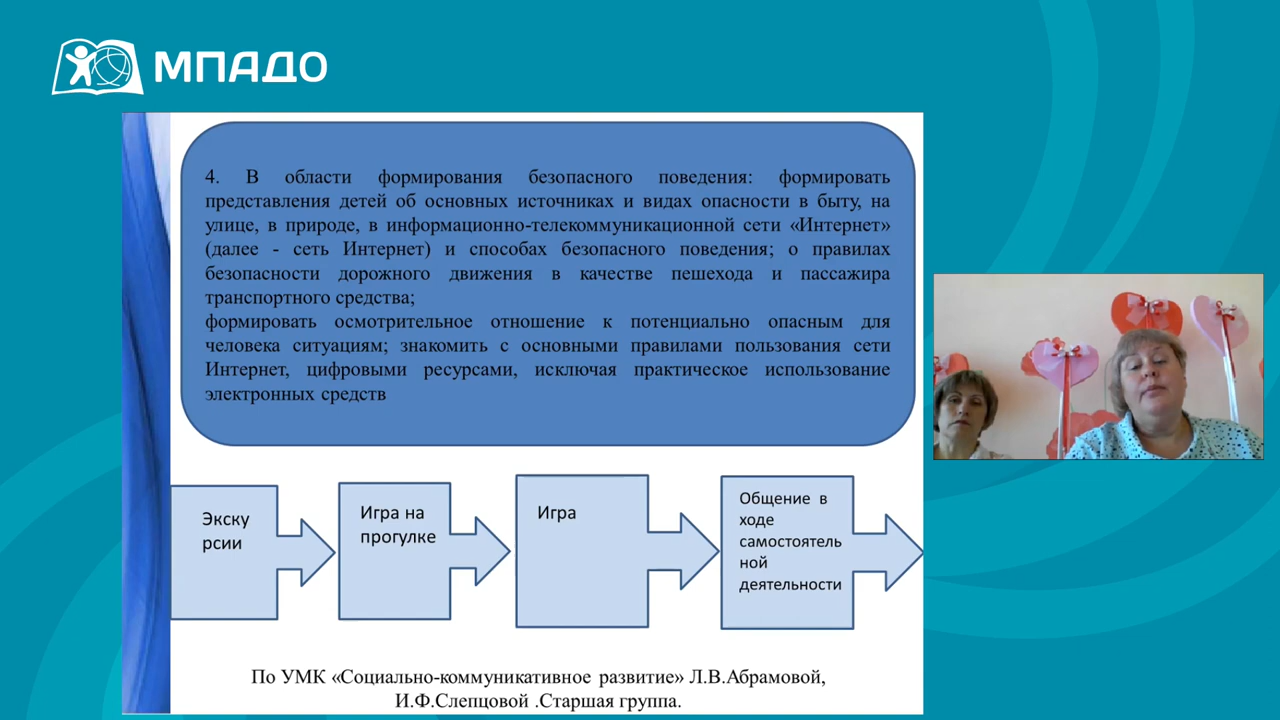 МПАДО
4. В области формирования безопасного поведения: формировать
представления детей об основных источниках и видах опасности в быту, на
улице, в природе, в информационно-телекоммуникационной сети «Интернет»
(далее - сеть Интернет) и способах безопасного поведения; о правилах
безопасности дорожного движения в качестве пешехода и пассажира
транспортного средства;
формировать осмотрительное отношение к потенциально опасным для
человека ситуациям; знакомить с основными правилами пользования сети
Интернет, цифровыми ресурсами, исключая практическое использование
электронных средств
Экску
рсии
Игра на
прогулке
Игра
Общение в
ходе
самостоятель
ной
деятельности
По УМК «Социально-коммуникативное развитие» Л.В.Абрамовой,
И.Ф.Слепцовой .Старшая группа.